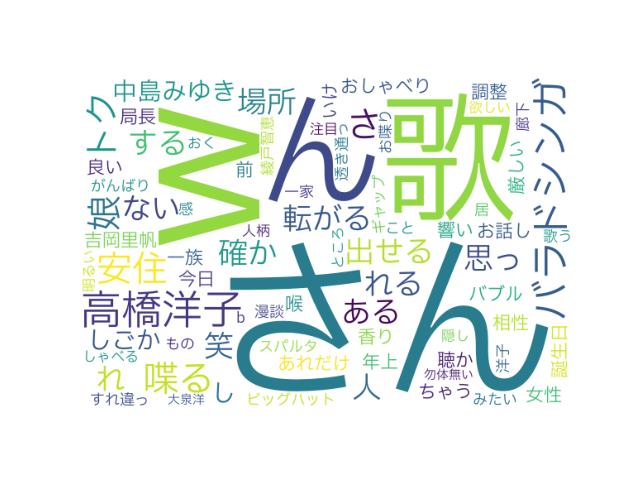 中島みゆき
場所
おしゃべり
調整
欲しい
廊下
バラドシンガ
トク
局長
W
ん
いけ
さ
注目
透き通っ
お喋り
歌
厳しい
する
おく
綾戸智恵
良い
前
がんばり
感
娘
ない
一家
転がる
ギャップ
こと
居
響い
お話し
歌う
吉岡里帆
人柄
ところ
明るい
安住
一族
確か
今日
出せる
思っ
れる
バブル
高橋洋子
b
漫談
喉
さん
ある
香り
隠し
相性
誕生日
しごか
もの
笑
スパルタ
聴か
洋子
しゃべる
あれだけ
年上
勿体無い
れ
喋る
し
人
ちゃう
みたい
女性
すれ違っ
大泉洋
ビッグハット